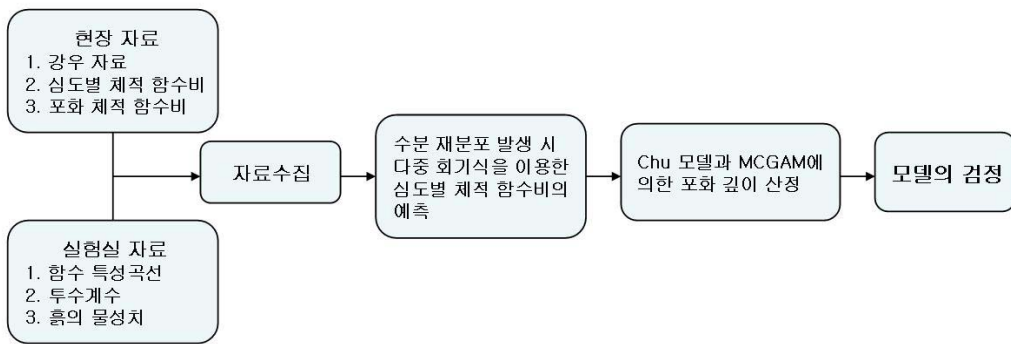 현장 자료
1. 강우 자료
2. 심도별 체적 함수비
3. 포화 체적 함수비
자료수집
실험실 자료
1. 함수 특성곡선
2. 투수계수
3. 흙의 물성치
수분 재분포 발생 시
다중 회기식을 이용한
심도별 체적 함수비의
예측
Chu 모델과 MCGAM에
의한 포화 깊이 산정
모델의 검정